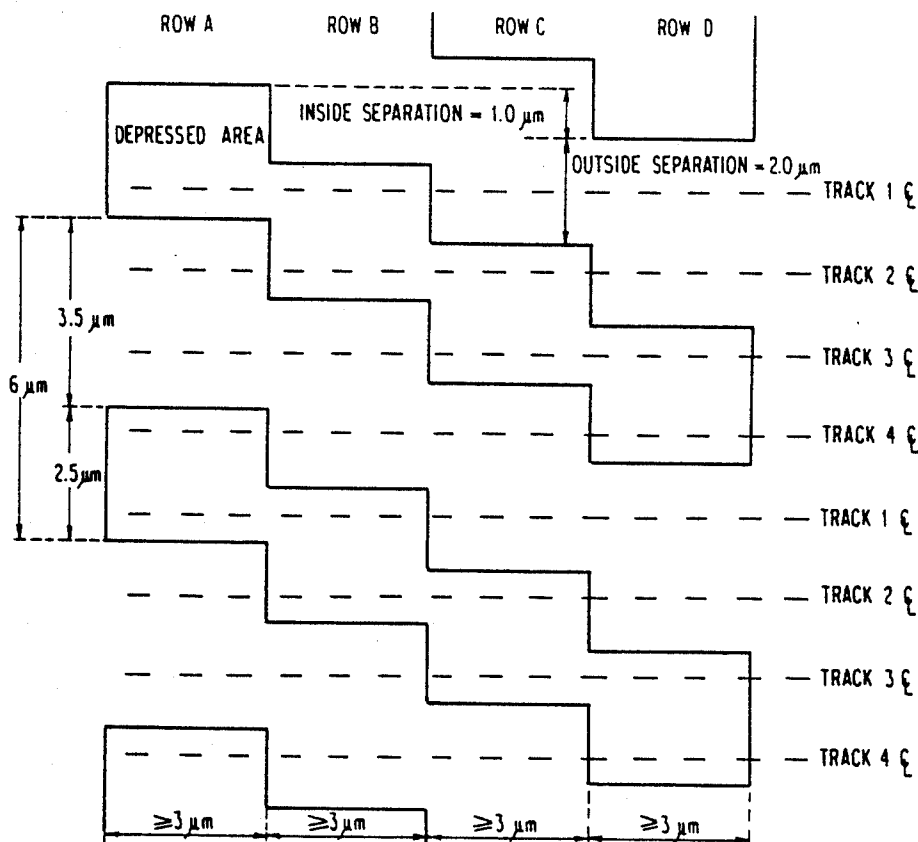 ROW A ROW B ROW C ROW D
INSIDE SEPARATION = 1.0 μm
DEPRESSED AREA
OUTSIDE SEPARATION = 2.0 μm
TRACK 1 ℄
TRACK 2 ℄
3.5 μm
TRACK 3 ℄
6 μm
TRACK 4 ℄
2.5 μm
TRACK 1 ℄
TRACK 2 ℄
TRACK 3 ℄
TRACK 4 ℄
≥3 μm ≥3 μm ≥3 μm ≥3 μm